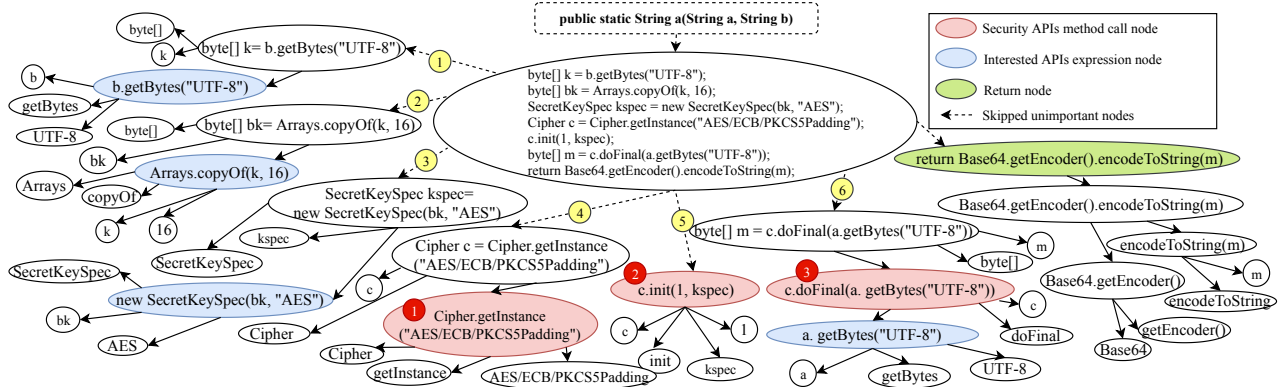 public static String a(String a, String b)
byte[] k = b.getBytes("UTF-8");
byte[] bk = Arrays.copyOf(k, 16);
SecretKeySpec kspec = new SecretKeySpec(bk, "AES");
Cipher c = Cipher.getInstance("AES/ECB/PKCS5Padding");
c.init(1, kspec);
byte[] m = c.doFinal(a.getBytes("UTF-8"));
return Base64.getEncoder().encodeToString(m);
Security APIs method call node
Interested APIs expression node
Return node
Skipped unimportant nodes
1
byte[] k= b.getBytes("UTF-8")
byte[]
k
b.getBytes("UTF-8")
b
getBytes
UTF-8
2
byte[] bk= Arrays.copyOf(k, 16)
byte[]
bk
Arrays.copyOf(k, 16)
Arrays
copyOf
k
16
3
SecretKeySpec kspec=
new SecretKeySpec(bk, "AES")
kspec
SecretKeySpec
new SecretKeySpec(bk, "AES")
SecretKeySpec
bk
AES
4
Cipher c = Cipher.getInstance
("AES/ECB/PKCS5Padding")
c
Cipher
1
Cipher.getInstance
("AES/ECB/PKCS5Padding")
Cipher
getInstance
AES/ECB/PKCS5Padding
5
2
c.init(1, kspec)
c
init
kspec
1
6
byte[] m = c.doFinal(a.getBytes("UTF-8"))
m
byte[]
3
c.doFinal(a. getBytes("UTF-8"))
c
doFinal
a. getBytes("UTF-8")
a
getBytes
UTF-8
return Base64.getEncoder().encodeToString(m)
Base64.getEncoder().encodeToString(m)
encodeToString(m)
m
encodeToString
Base64.getEncoder()
getEncoder()
Base64